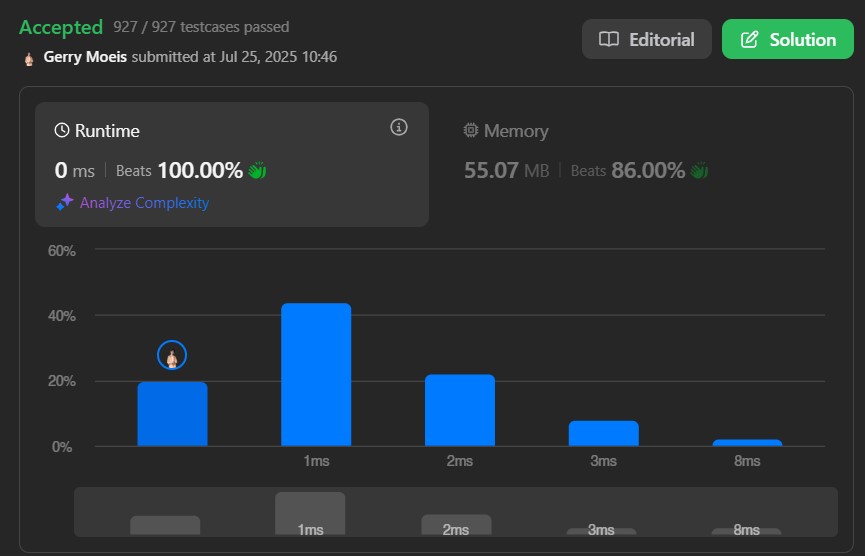 Accepted 927 / 927 testcases passed
Gerry Moeis submitted at Jul 25, 2025 10:46
Editorial
Solution
Runtime
0 ms | Beats 100.00%
Analyze Complexity
Memory
55.07 MB | Beats 86.00%
60%
40%
20%
0%
1ms 2ms 3ms 8ms
1ms 2ms 3ms 8ms